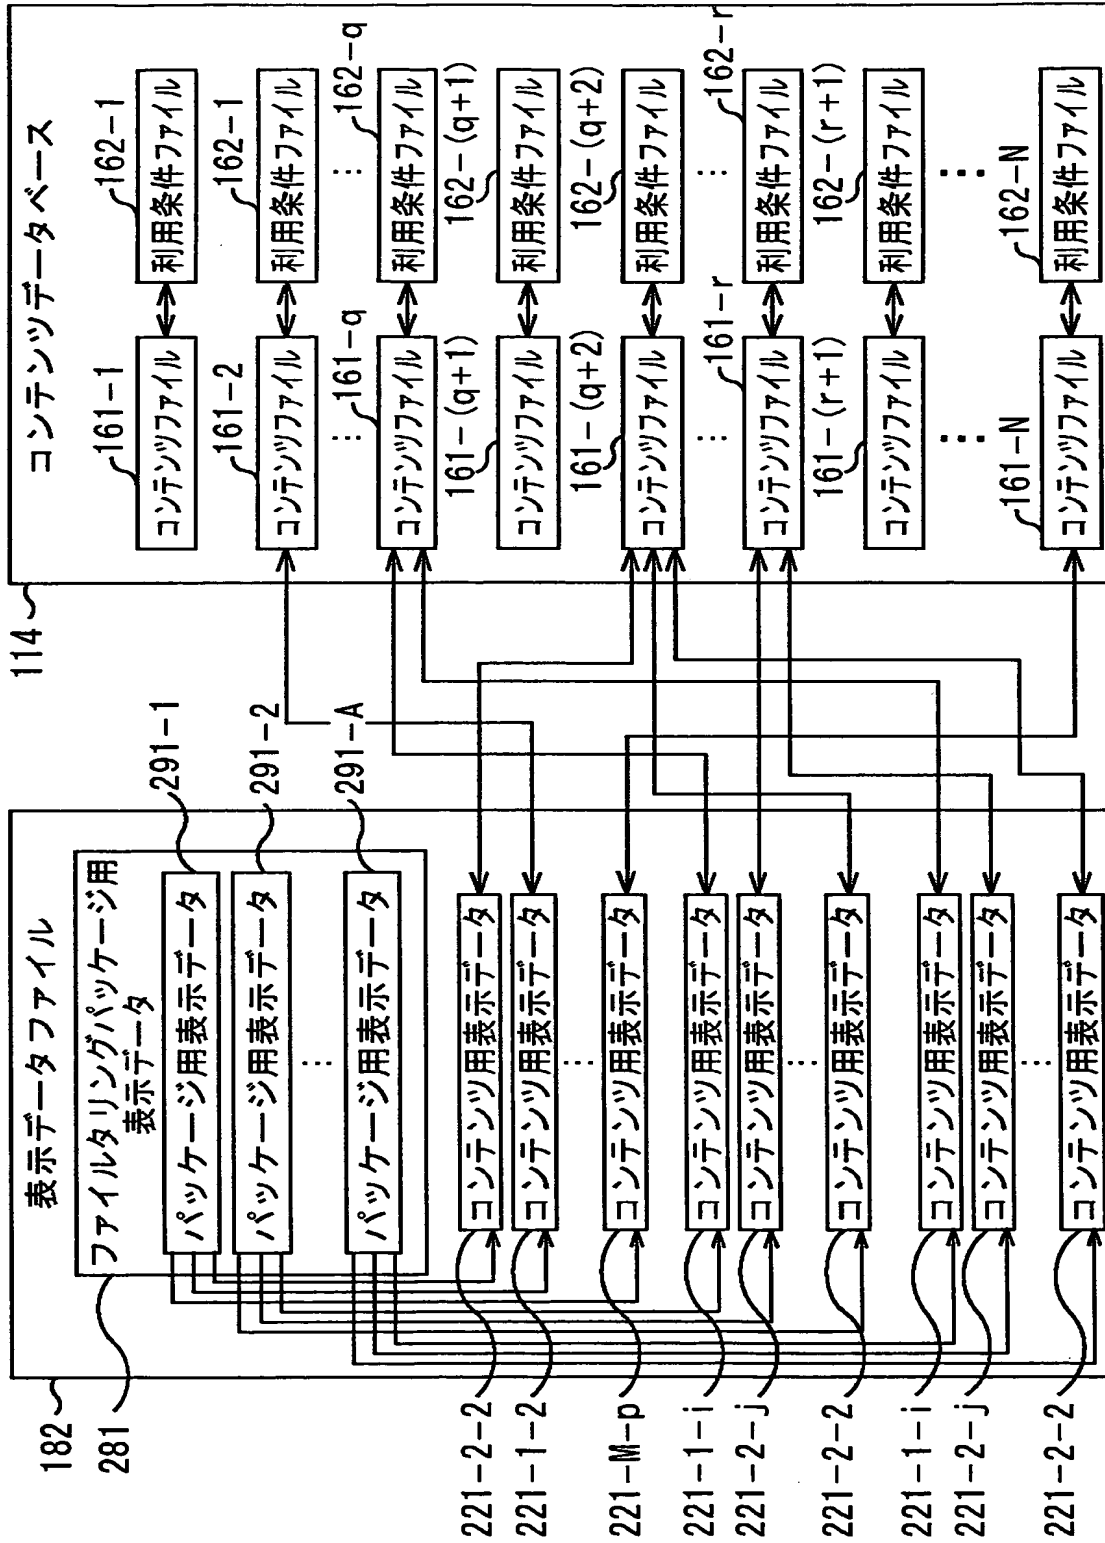 182
表示データファイル
281
ファイルタリングパッケージ用
表示データ
パッケージ用表示データ
291-1
パッケージ用表示データ
291-2
⋮
パッケージ用表示データ
291-A
221-2-2
コンテンツ用表示データ
221-1-2
コンテンツ用表示データ
⋮
221-M-p
コンテンツ用表示データ
221-1-i
コンテンツ用表示データ
221-2-j
コンテンツ用表示データ
⋮
221-2-2
コンテンツ用表示データ
221-1-i
コンテンツ用表示データ
221-2-j
コンテンツ用表示データ
⋮
221-2-2
コンテンツ用表示データ
114
コンテンツデータベース
161-1
コンテンツファイル
162-1
利用条件ファイル
161-2
コンテンツファイル
162-1
利用条件ファイル
⋮
161-q
コンテンツファイル
⋮
162-q
利用条件ファイル
161-(q+1)
コンテンツファイル
162-(q+1)
利用条件ファイル
161-(q+2)
コンテンツファイル
162-(q+2)
利用条件ファイル
⋮
161-r
コンテンツファイル
⋮
162-r
利用条件ファイル
161-(r+1)
コンテンツファイル
162-(r+1)
利用条件ファイル
⋮
⋮
161-N
コンテンツファイル
162-N
利用条件ファイル